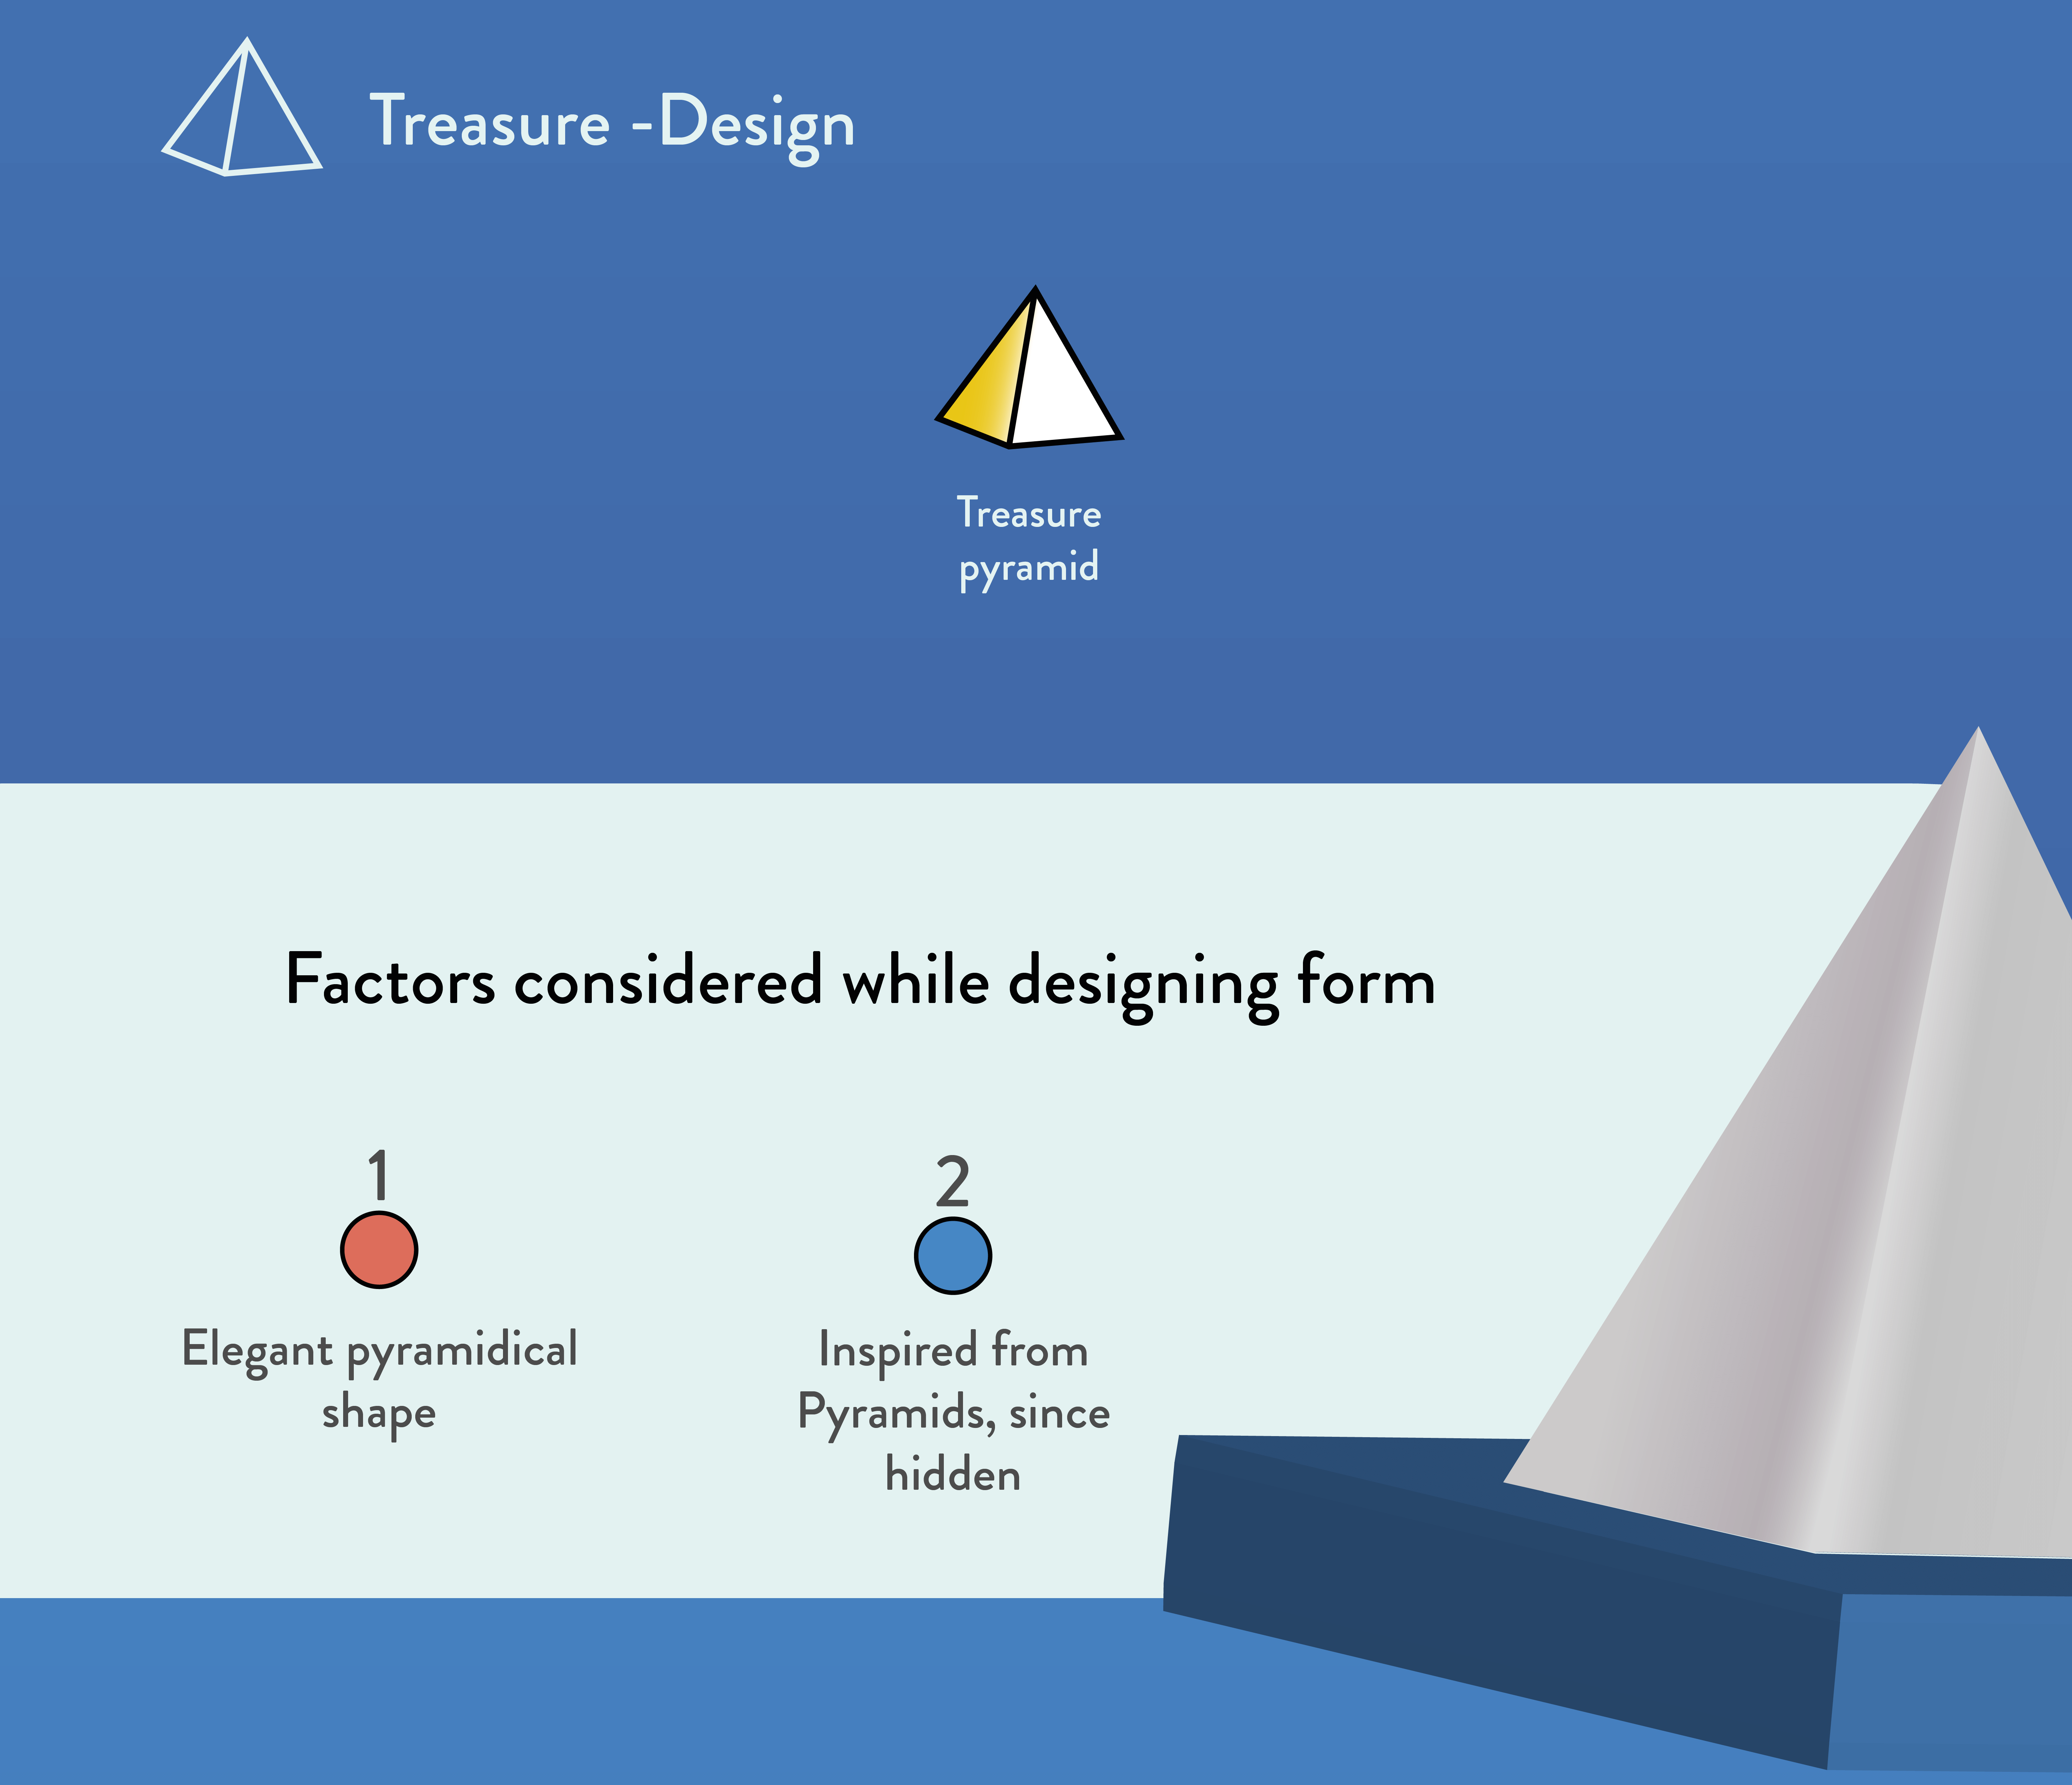 Treasure -Design
Treasure
pyramid
Factors considered while designing form
1
Elegant pyramidical
shape
2
Inspired from
Pyramids, since
hidden